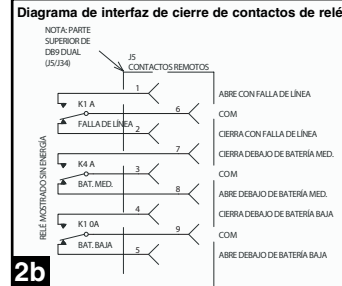 Diagrama de interfaz de cierre de contactos de relé
NOTA: PARTE
SUPERIOR DE
DB9 DUAL
(J5/J34)
J5
CONTACTOS REMOTOS
1
ABRE CON FALLA DE LÍNEA
K1 A
6
COM
FALLA DE LÍNEA
2
CIERRA CON FALLA DE LÍNEA
7
CIERRA DEBAJO DE BATERÍA MED.
K4 A
3
COM
BAT. MED.
8
ABRE DEBAJO DE BATERÍA MED.
4
CIERRA DEBAJO DE BATERÍA BAJA
K1 0A
9
COM
BAT. BAJA
5
ABRE DEBAJO DE BATERÍA BAJA
RELÉ MOSTRADO SIN ENERGÍA
2b